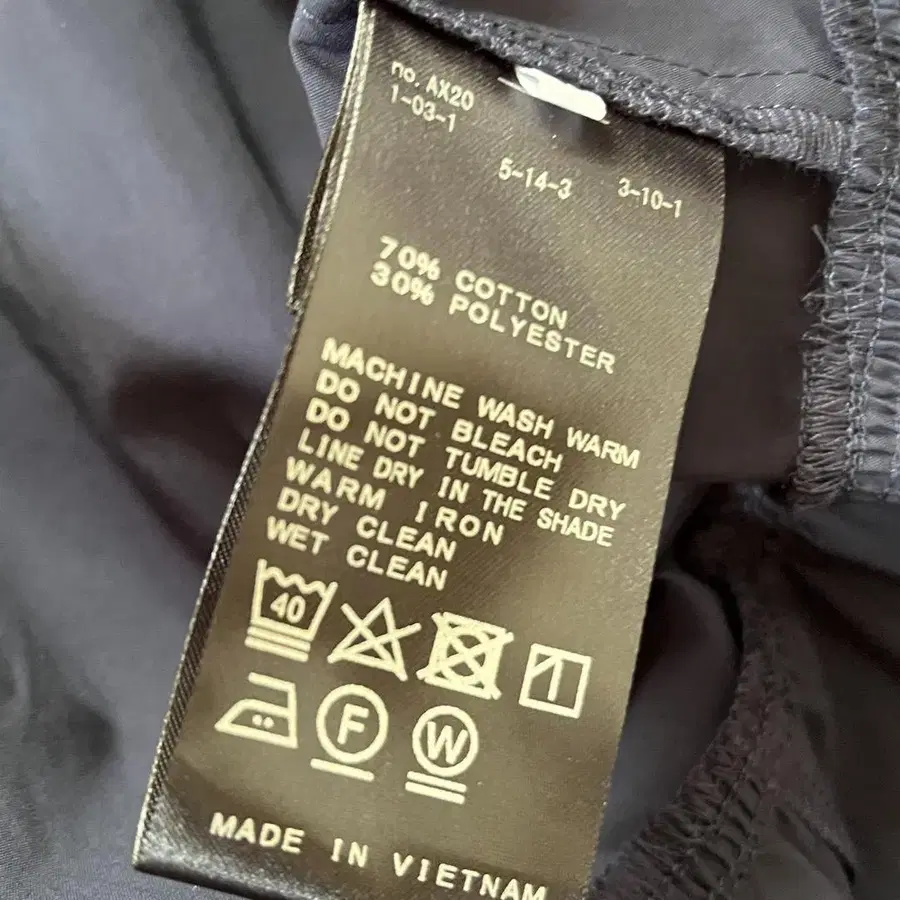 no. AX20
1-03-1
5-14-3 3-10-1
70% COTTON
30% POLYESTER
MACHINE WASH WARM
DO NOT BLEACH
DO NOT TUMBLE DRY
LINE DRY IN THE SHADE
WARM IRON
DRY CLEAN
WET CLEAN
40
F W
MADE IN VIETNAM